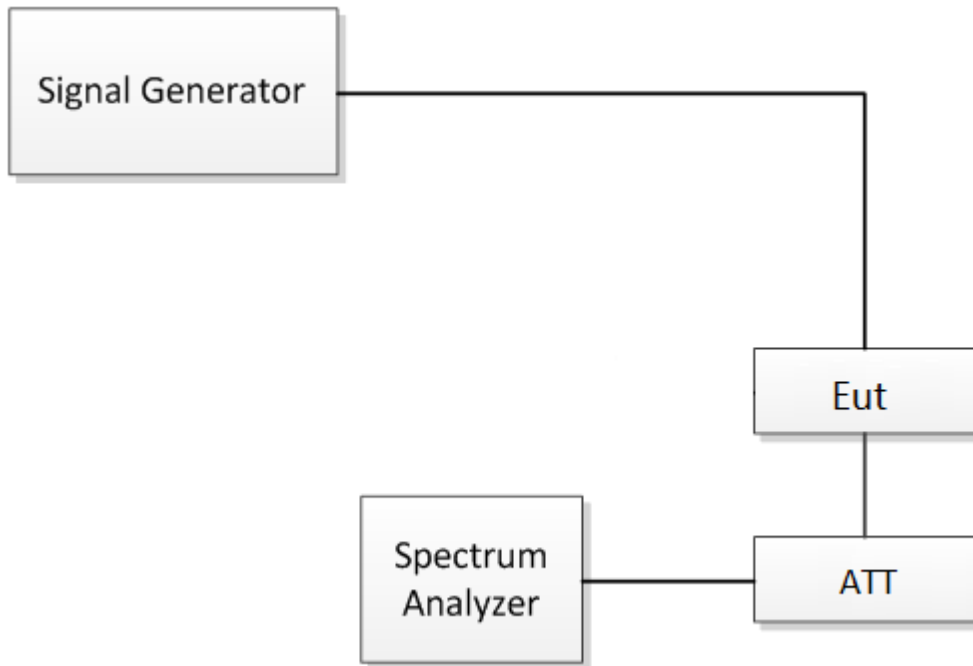 Signal Generator
Eut
Spectrum
Analyzer
ATT